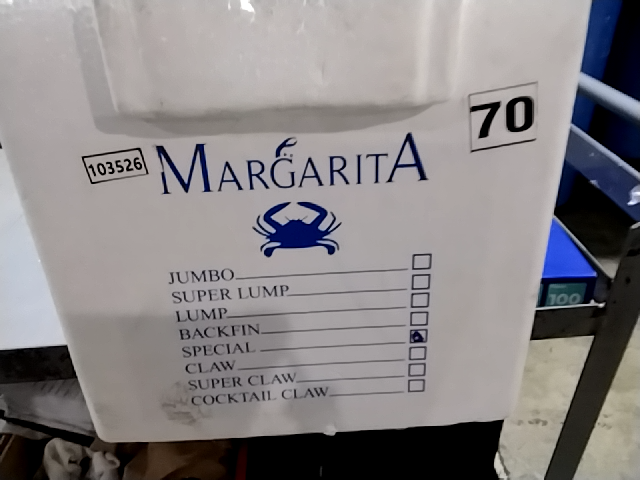 70
103526
MARGARITA
JUMBO
SUPER LUMP
LUMP
BACKFIN
SPECIAL
CLAW
SUPER CLAW
COCKTAIL CLAW
100